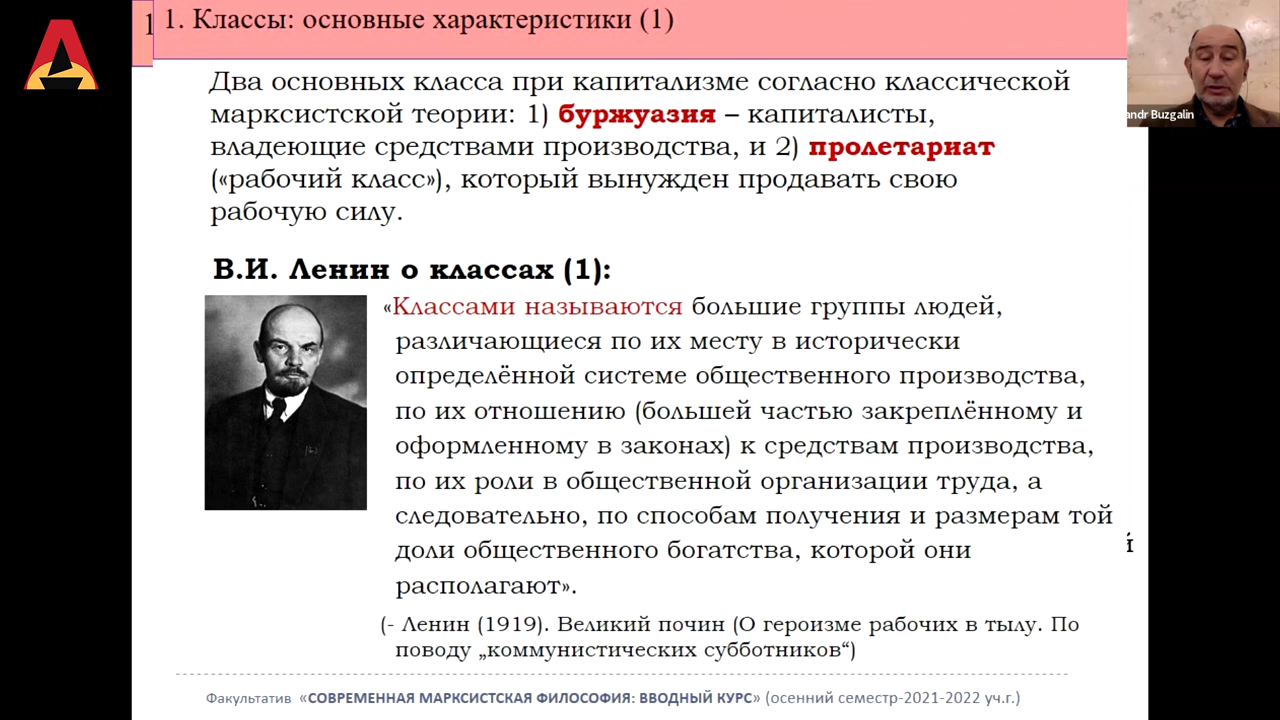 1
1. Классы: основные характеристики (1)
andr Buzgalin
Два основных класса при капитализме согласно классической
марксистской теории: 1) буржуазия – капиталисты,
владеющие средствами производства, и 2) пролетариат
(«рабочий класс»), который вынужден продавать свою
рабочую силу.
В.И. Ленин о классах (1):
«Классами называются большие группы людей,
различающиеся по их месту в исторически
определённой системе общественного производства,
по их отношению (большей частью закреплённому и
оформленному в законах) к средствам производства,
по их роли в общественной организации труда, а
следовательно, по способам получения и размерам той
доли общественного богатства, которой они
располагают».
й
(- Ленин (1919). Великий почин (О героизме рабочих в тылу. По
поводу „коммунистических субботников“)
Факультатив «СОВРЕМЕННАЯ МАРКСИСТСКАЯ ФИЛОСОФИЯ: ВВОДНЫЙ КУРС» (осенний семестр-2021-2022 уч.г.)